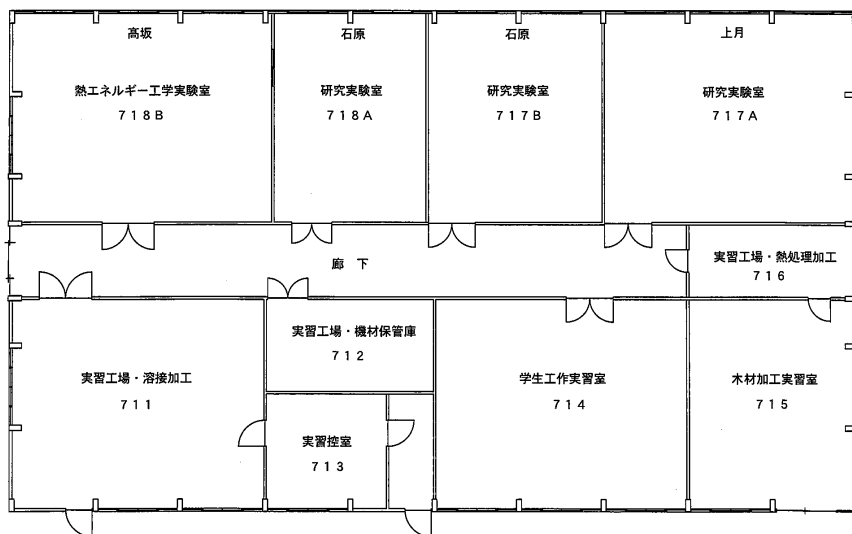 髙坂
熱エネルギー工学実験室
718B
石原
研究実験室
718A
石原
研究実験室
717B
上月
研究実験室
717A
廊下
実習工場・熱処理加工
716
実習工場・溶接加工
711
実習工場・機材保管庫
712
実習控室
713
学生工作実習室
714
木材加工実習室
715